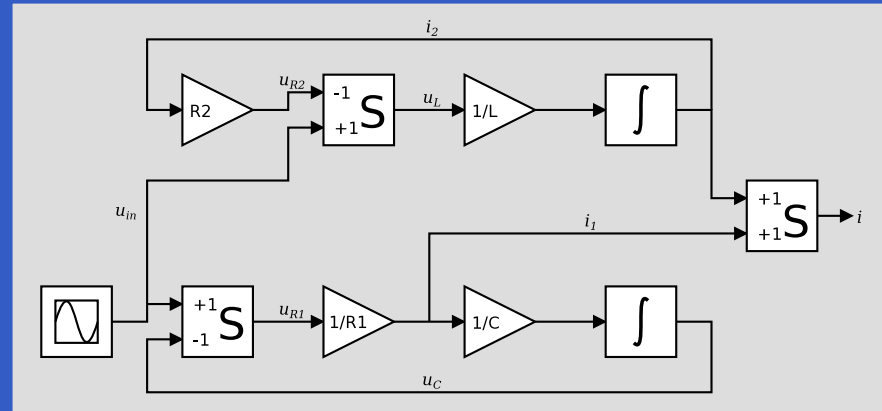 i2
uR2
-1
S
+1
R2
uL
1/L
∫
uin
+1
S
+1
i
i1
+1
S
-1
uR1
1/R1
1/C
∫
uC